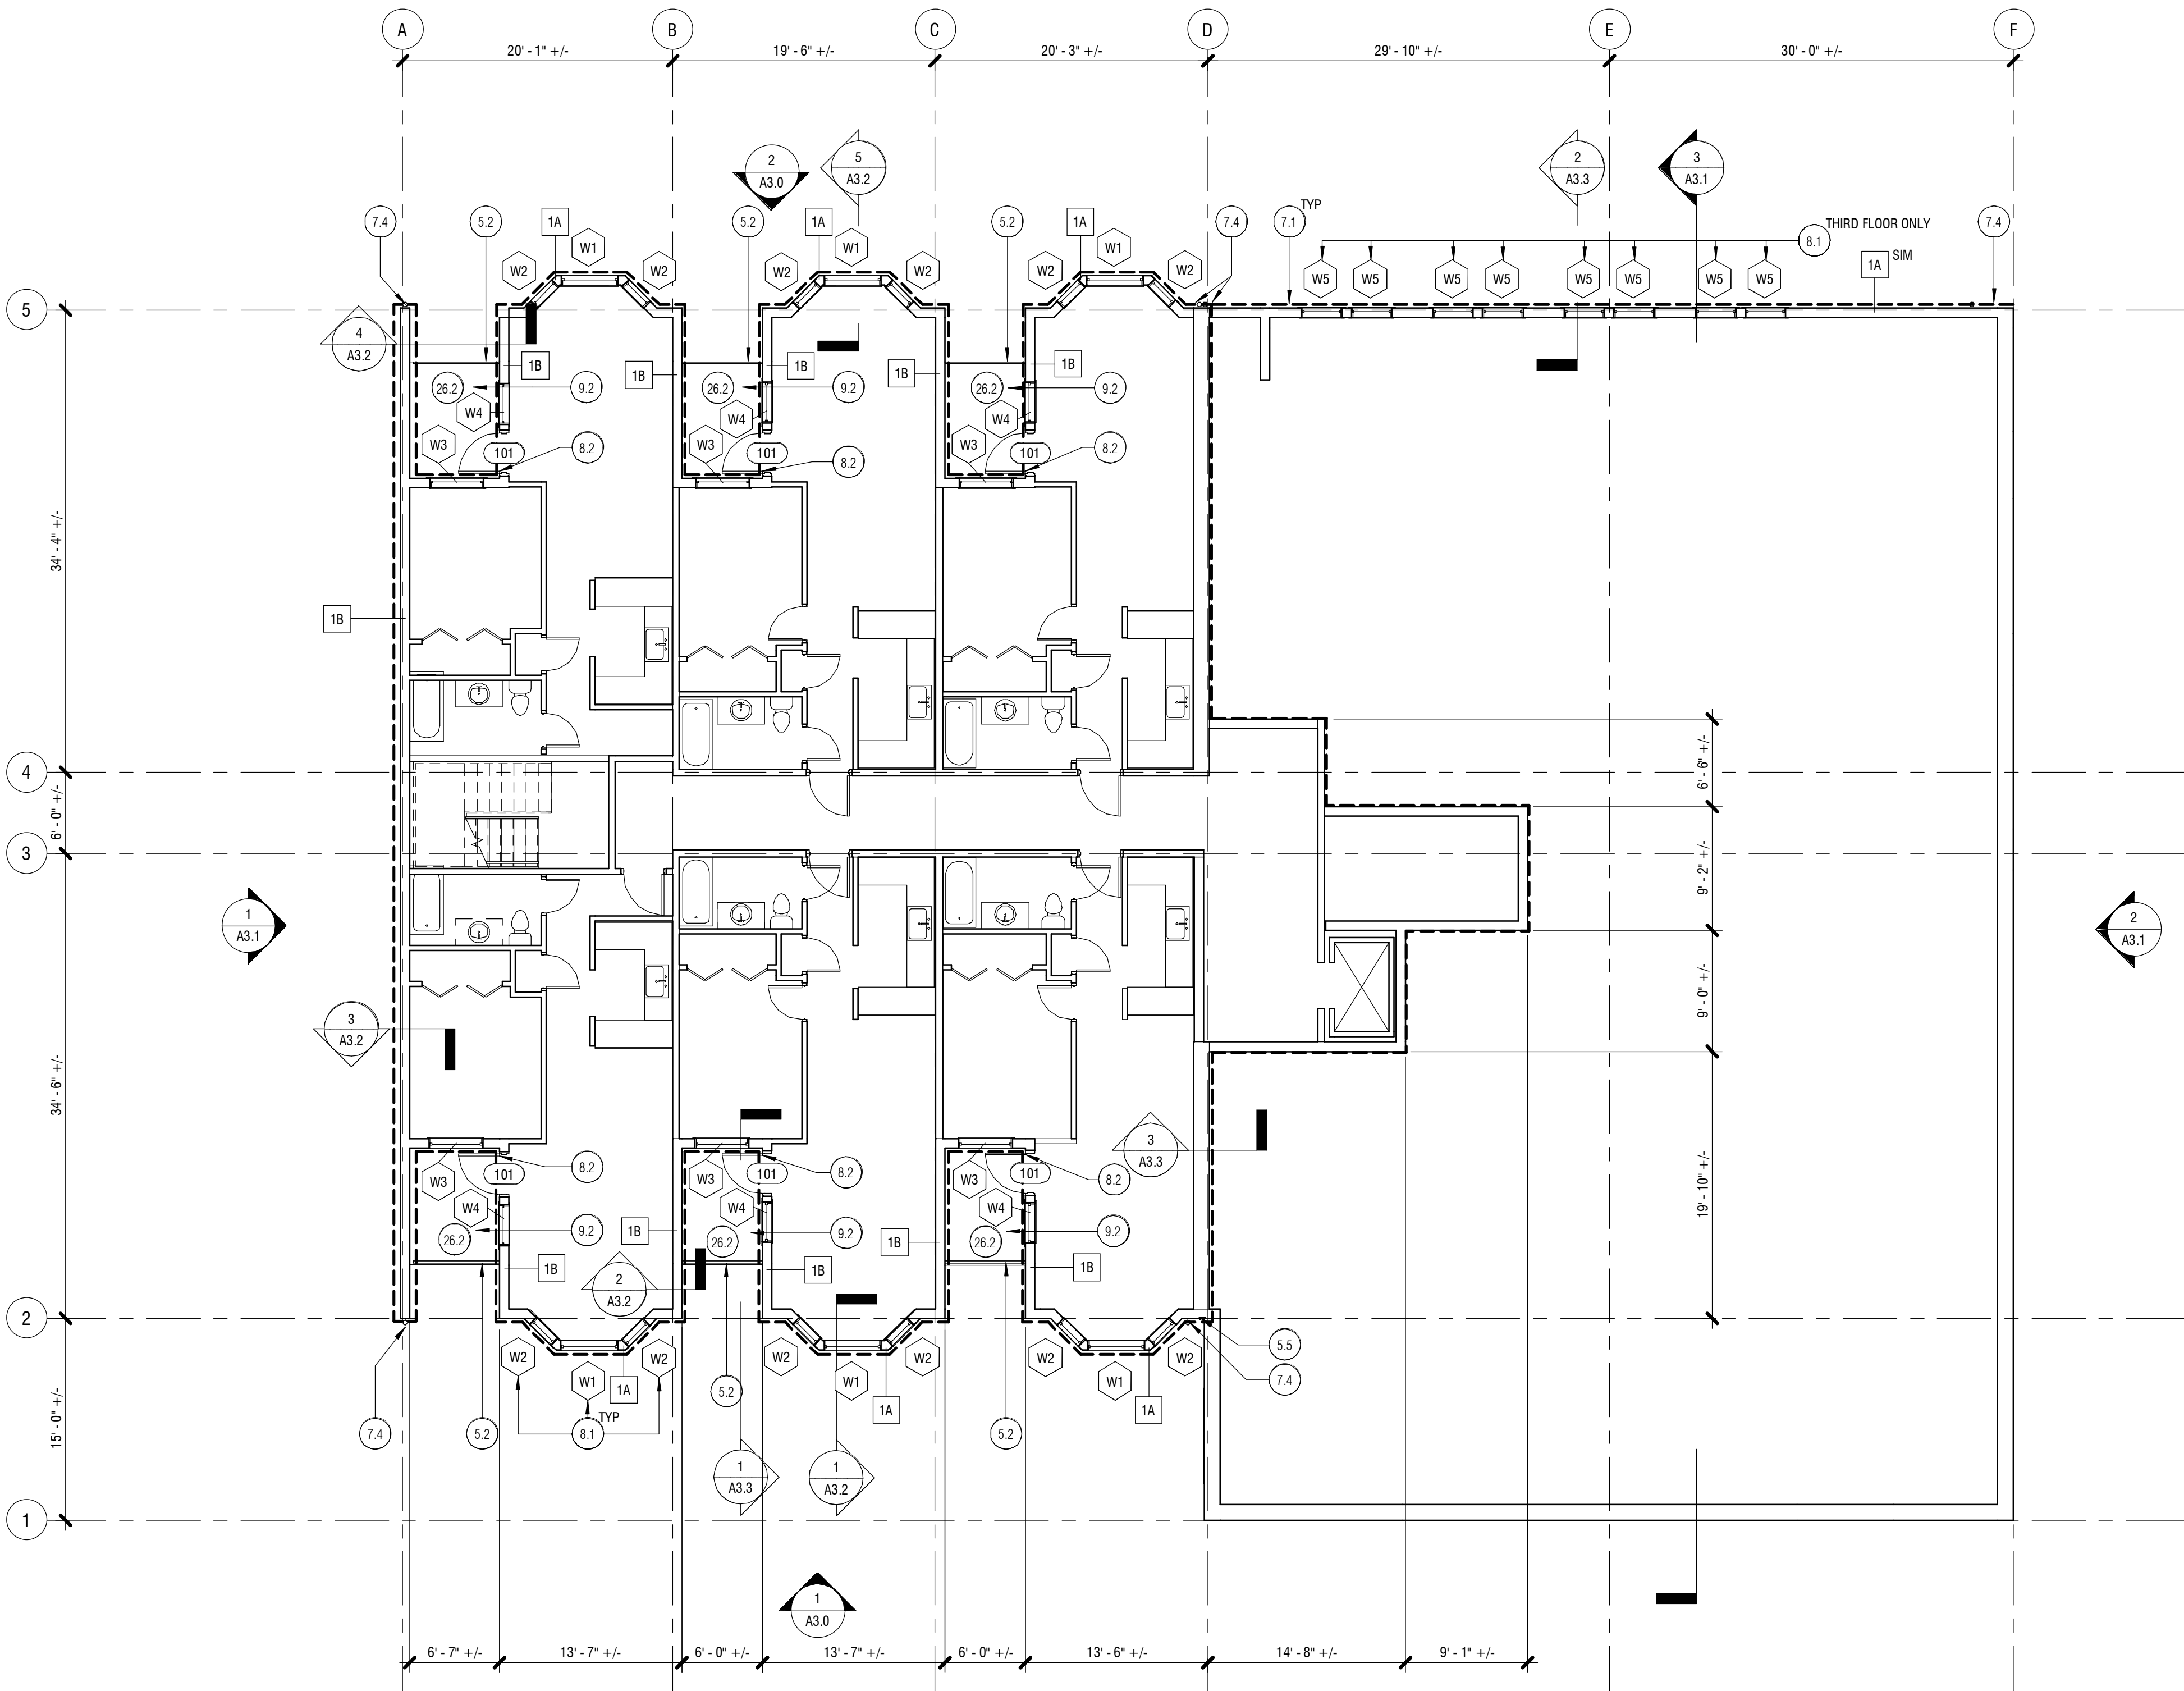 A
B
C
D
E
F
20' - 1" +/-
19' - 6" +/-
20' - 3" +/-
29' - 10" +/-
30' - 0" +/-
2
A3.0
5
A3.2
2
A3.3
3
A3.1
7.4
5.2
1A
W1
W2
W2
5.2
1A
W1
W2
W2
5.2
1A
W1
W2
W2
7.4
7.1
TYP
8.1
THIRD FLOOR ONLY
7.4
W5
W5
W5
W5
W5
W5
W5
W5
1A
SIM
5
4
A3.2
1B
1B
1B
1B
1B
26.2
9.2
W4
W3
101
8.2
26.2
9.2
W4
W3
101
8.2
26.2
9.2
W4
W3
101
8.2
34' - 4" +/-
1B
4
6' - 0" +/-
3
6' - 6" +/-
9' - 2" +/-
9' - 0" +/-
19' - 10" +/-
1
A3.1
2
A3.1
3
A3.2
34' - 6" +/-
3
A3.3
W3
101
8.2
W4
26.2
9.2
1B
1B
W3
101
8.2
W4
26.2
9.2
1B
1B
W3
101
8.2
W4
26.2
9.2
1B
2
A3.2
2
W2
W1
W2
1A
W2
W1
W2
1A
W2
W1
W2
1A
5.5
7.4
7.4
5.2
8.1
TYP
5.2
5.2
15' - 0" +/-
1
A3.3
1
A3.2
1
1
A3.0
6' - 7" +/-
13' - 7" +/-
6' - 0" +/-
13' - 7" +/-
6' - 0" +/-
13' - 6" +/-
14' - 8" +/-
9' - 1" +/-